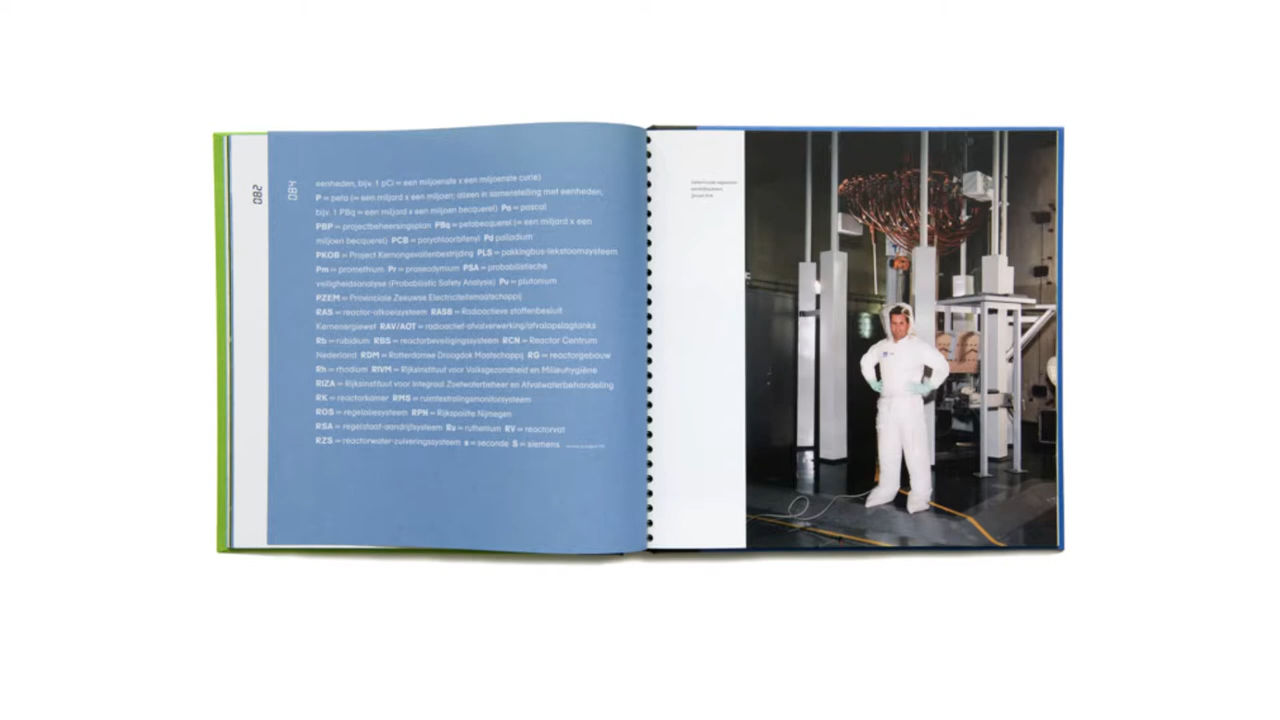 082
084
eenheden, bijv. 1 pCi = een miljoenste x een miljoenste curie)
P = peta (= een miljard x een miljoen; alleen in samenstelling met eenheden,
bijv. 1 PBq = een miljard x een miljoen becquerel) Pa = pascal
PBP = projectbeheersingsplan PBq = petabecquerel (= een miljard x een
miljoen becquerel) PCB = polychloorbifenyl Pd palladium
PKOB = Project Kernongevallenbestrijding PLS = pakkingbus-lekstoomsysteem
Pm = promethium Pr = praseodymium PSA = probabilistische
veiligheidsanalyse (Probabilistic Safety Analysis) Pu = plutonium
PZEM = Provinciale Zeeuwse Electriciteitsmaatschappij
RAS = reactor-afkoelsysteem RASB = Radioactieve stoffenbesluit
Kernenergiewet RAV/AOT = radioactief-afvalverwerking/afvalopslagtanks
Rb = rubidium RBS = reactorbeveiligingssysteem RCN = Reactor Centrum
Nederland RDM = Rotterdamse Droogdok Maatschappij RG = reactorgebouw
Rh = rhodium RIVM = Rijksinstituut voor Volksgezondheid en Milieuhygiëne
RIZA = Rijksinstituut voor Integraal Zoetwaterbeheer en Afvalwaterbehandeling
RK = reactorkamer RMS = ruimtestralingsmonitorsysteem
ROS = regeloliesysteem RPN = Rijkspolitie Nijmegen
RSA = regelstaaf-aandrijfsysteem Ru = ruthenium RV = reactorvat
RZS = reactorwater-zuiveringssysteem s = seconde S = siemens